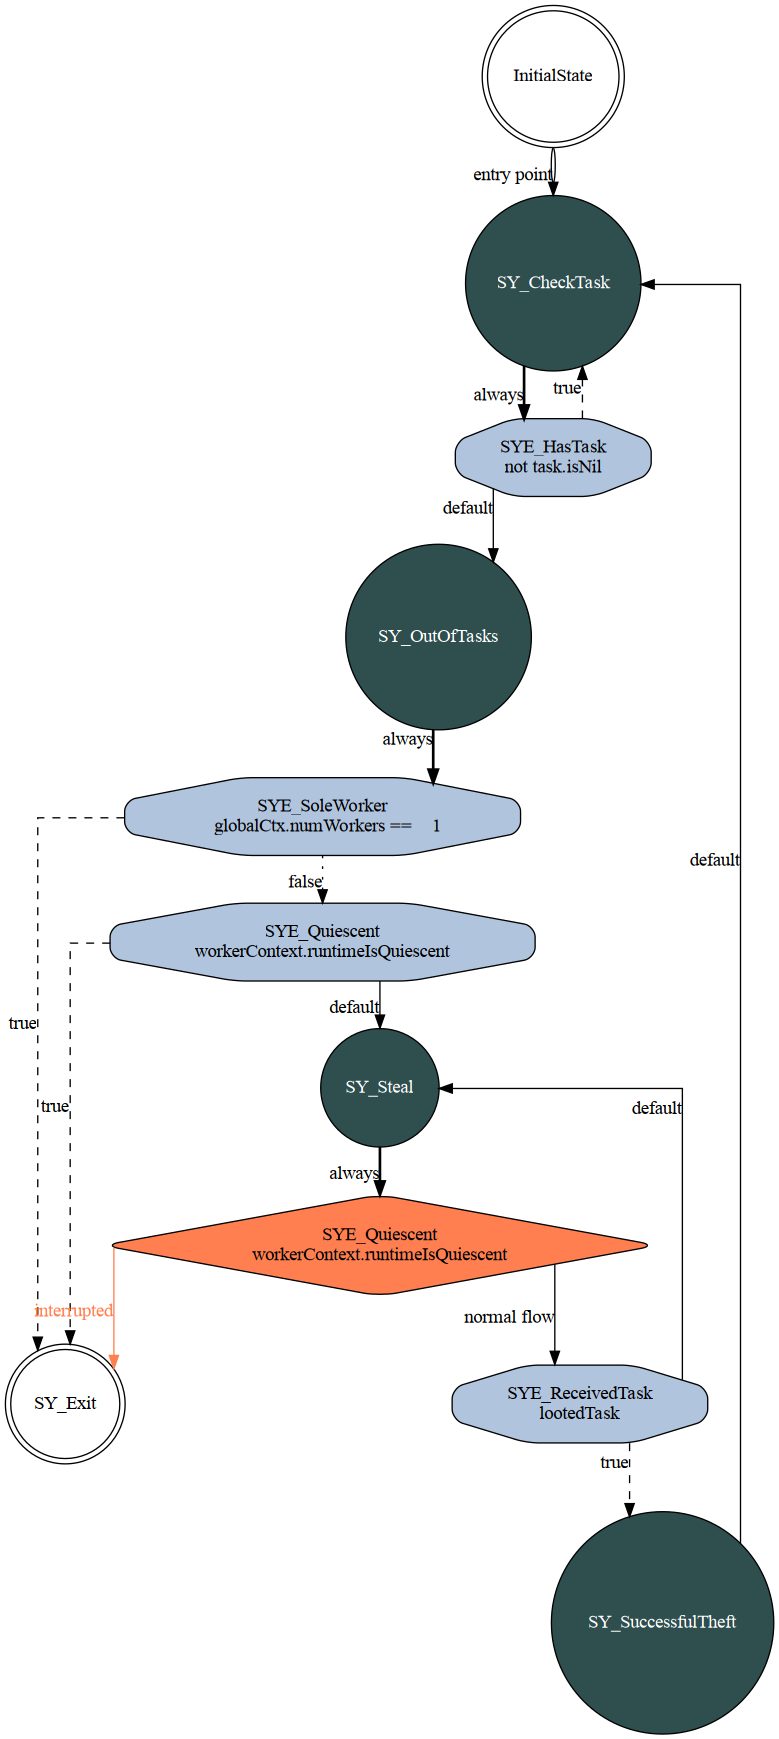 InitialState
entry point
SY_CheckTask
always
true
SYE_HasTask
not task.isNil
default
SY_OutOfTasks
always
SYE_SoleWorker
globalCtx.numWorkers == 1
default
false
SYE_Quiescent
workerContext.runtimeIsQuiescent
default
true
SY_Steal
true
default
always
SYE_Quiescent
workerContext.runtimeIsQuiescent
interrupted
normal flow
SY_Exit
SYE_ReceivedTask
lootedTask
true
SY_SuccessfulTheft